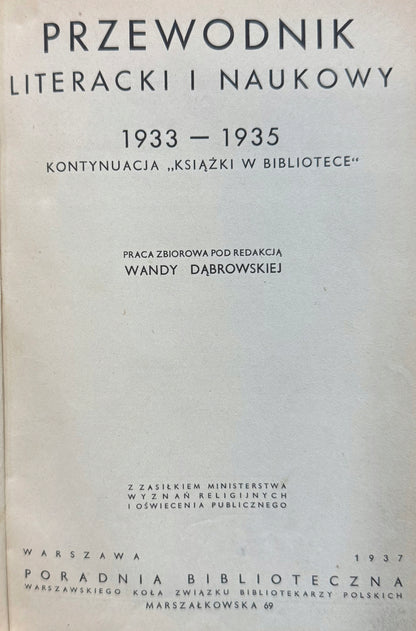 PRZEWODNIK
LITERACKI I NAUKOWY
1933 — 1935
KONTYNUACJA „KSIĄŻKI W BIBLIOTECE"
PRACA ZBIOROWA POD REDAKCJĄ
WANDY DĄBROWSKIEJ
Z ZASIŁKIEM MINISTERSTWA
WYZNAŃ RELIGIJNYCH
I OŚWIECENIA PUBLICZNEGO
WARSZAWA 1937
PORADNIA BIBLIOTECZNA
WARSZAWSKIEGO KOŁA ZWIĄZKU BIBLIOTEKARZY POLSKICH
MARSZAŁKOWSKA 69